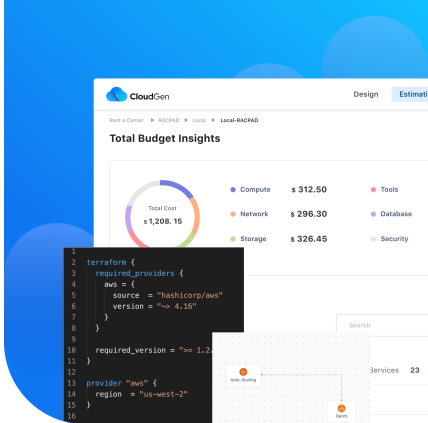 CloudGen
Design
Estimati
Rent a Center ▶ RACPAD ▶ Local ▶ Local-RACPAD
Total Budget Insights
Total Cost
$ 1,208. 15
Compute $ 312.50
Tools
Network $ 296.30
Database
Storage $ 326.45
Security
1
2 terraform {
3 required_providers {
4 aws = {
5 source = "hashicorp/aws"
6 version = "~> 4.16"
7 }
8 }
9
10 required_version = ">= 1.2.
11 }
12
13 provider "aws" {
14 region = "us-west-2"
15 }
16
Search
Services 23
Auto-Scaling
Batch